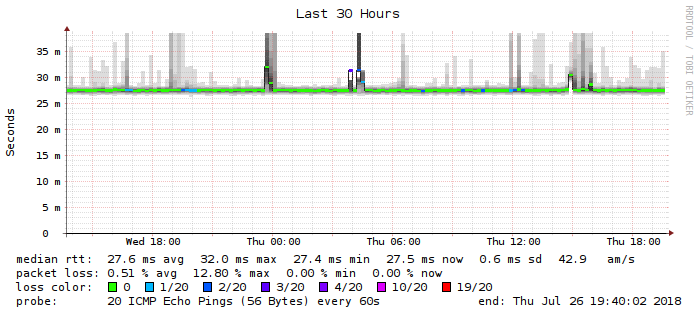 Last 30 Hours
RRDTOOL / TOBI OETIKER
Seconds
35 m
30 m
25 m
20 m
15 m
10 m
5 m
0
Wed 18:00 Thu 00:00 Thu 06:00 Thu 12:00 Thu 18:00
median rtt: 27.6 ms avg 32.0 ms max 27.4 ms min 27.5 ms now 0.6 ms sd 42.9 am/s
packet loss: 0.51 % avg 12.80 % max 0.00 % min 0.00 % now
loss color: 0 1/20 2/20 3/20 4/20 10/20 19/20
probe: 20 ICMP Echo Pings (56 Bytes) every 60s end: Thu Jul 26 19:40:02 2018